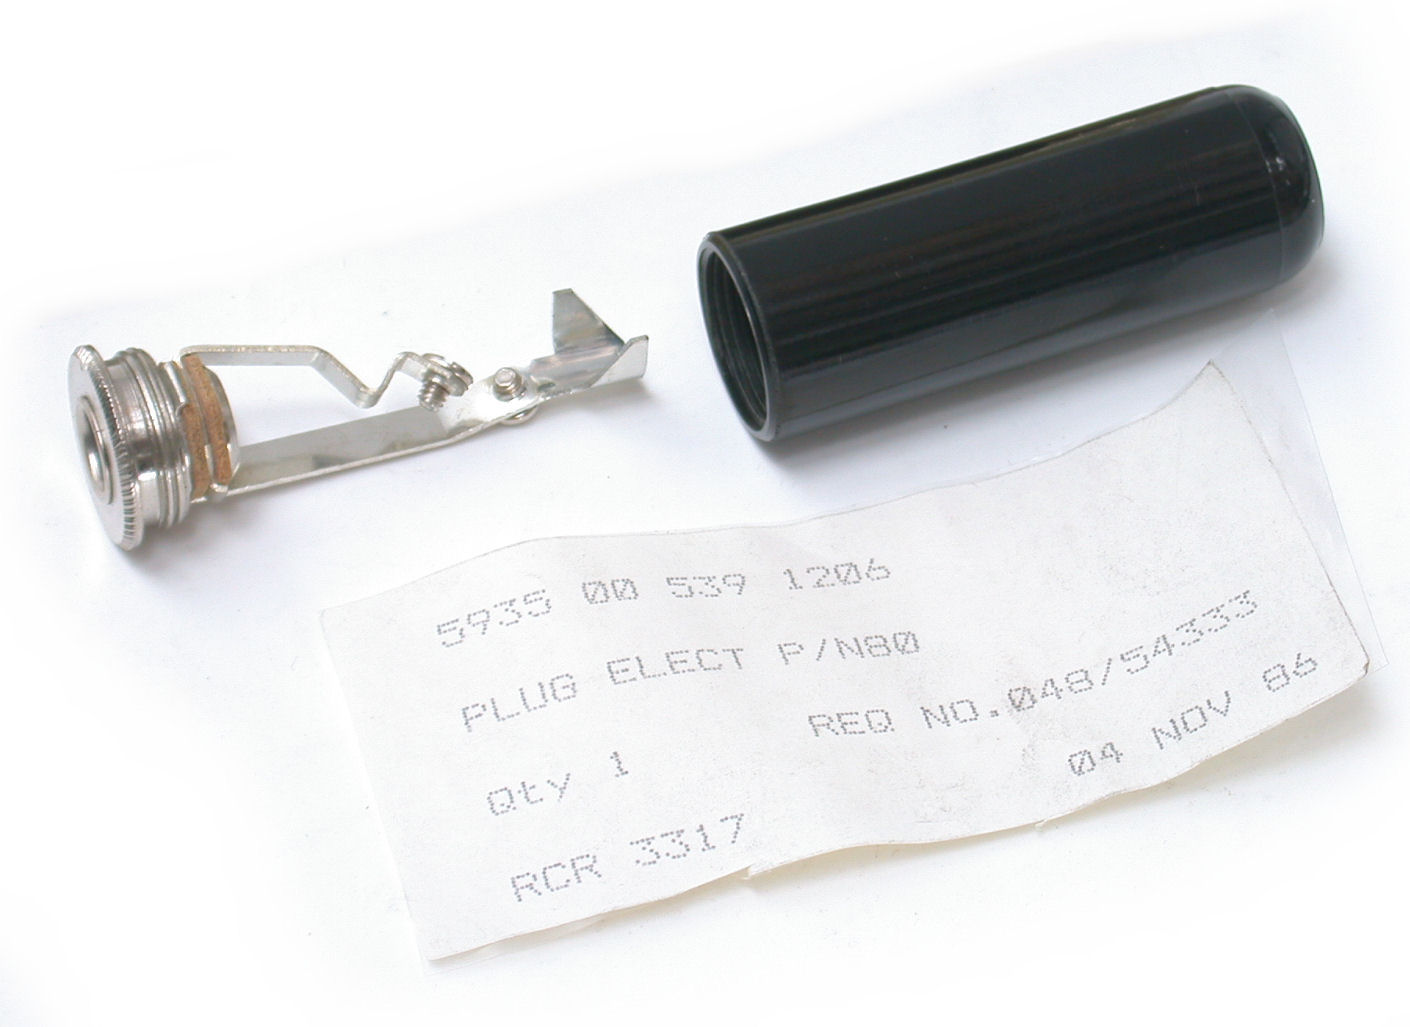 5935 00 539 1206
PLUG ELECT P/N80
Qty 1 REQ NO.048/54333
RCR 3317 04 NOV 86